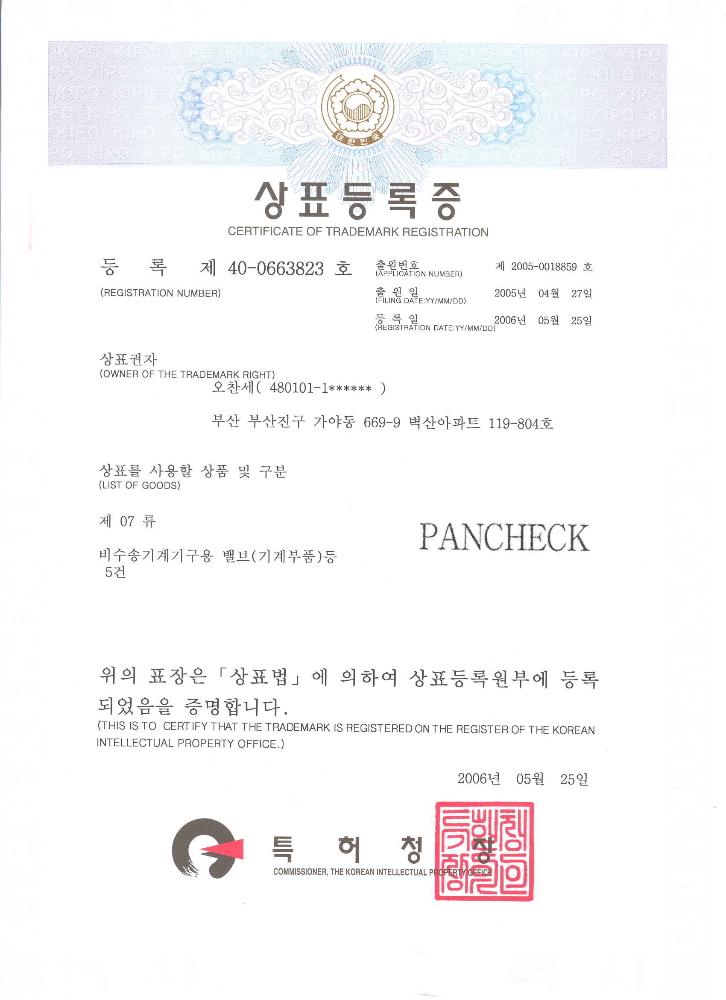 대한민국
상표등록증
CERTIFICATE OF TRADEMARK REGISTRATION
등 록 제 40-0663823 호
(REGISTRATION NUMBER)
출원번호 제 2005-0018859 호
(APPLICATION NUMBER)
출 원 일 2005년 04월 27일
(FILING DATE:YY/MM/DD)
등 록 일 2006년 05월 25일
(REGISTRATION DATE:YY/MM/DD)
상표권자
(OWNER OF THE TRADEMARK RIGHT)
오찬세( 480101-1****** )
부산 부산진구 가야동 669-9 벽산아파트 119-804호
상표를 사용할 상품 및 구분
(LIST OF GOODS)
제 07 류
PANCHECK
비수송기계기구용 밸브(기계부품)등
5건
위의 표장은 「상표법」에 의하여 상표등록원부에 등록
되었음을 증명합니다.
(THIS IS TO CERTIFY THAT THE TRADEMARK IS REGISTERED ON THE REGISTER OF THE KOREAN
INTELLECTUAL PROPERTY OFFICE.)
2006년 05월 25일
특 허 청 장
COMMISSIONER, THE KOREAN INTELLECTUAL PROPERTY OFFICE